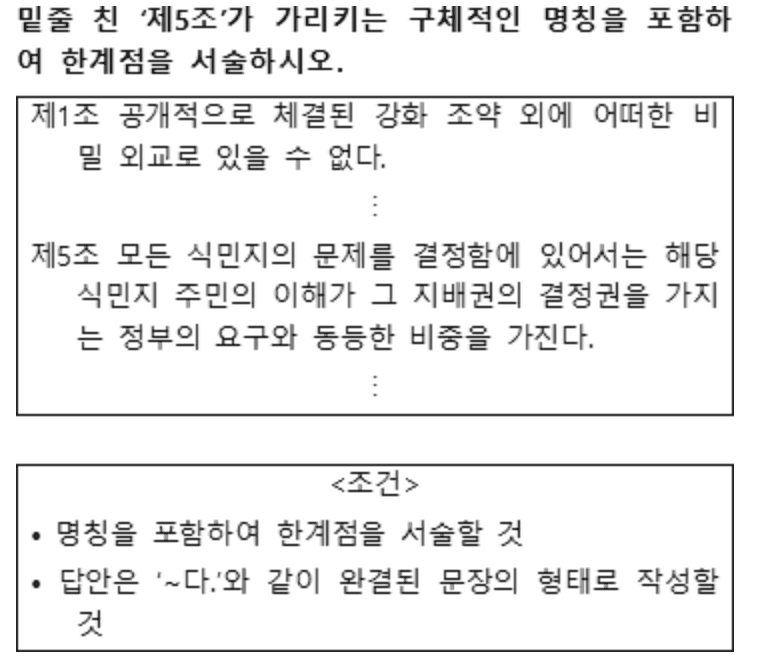 밑줄 친 ‘제5조’가 가리키는 구체적인 명칭을 포함하
여 한계점을 서술하시오.
제1조 공개적으로 체결된 강화 조약 외에 어떠한 비
밀 외교로 있을 수 없다.
⋮
제5조 모든 식민지의 문제를 결정함에 있어서는 해당
식민지 주민의 이해가 그 지배권의 결정권을 가지
는 정부의 요구와 동등한 비중을 가진다.
⋮
<조건>
• 명칭을 포함하여 한계점을 서술할 것
• 답안은 ‘~다.’와 같이 완결된 문장의 형태로 작성할
것